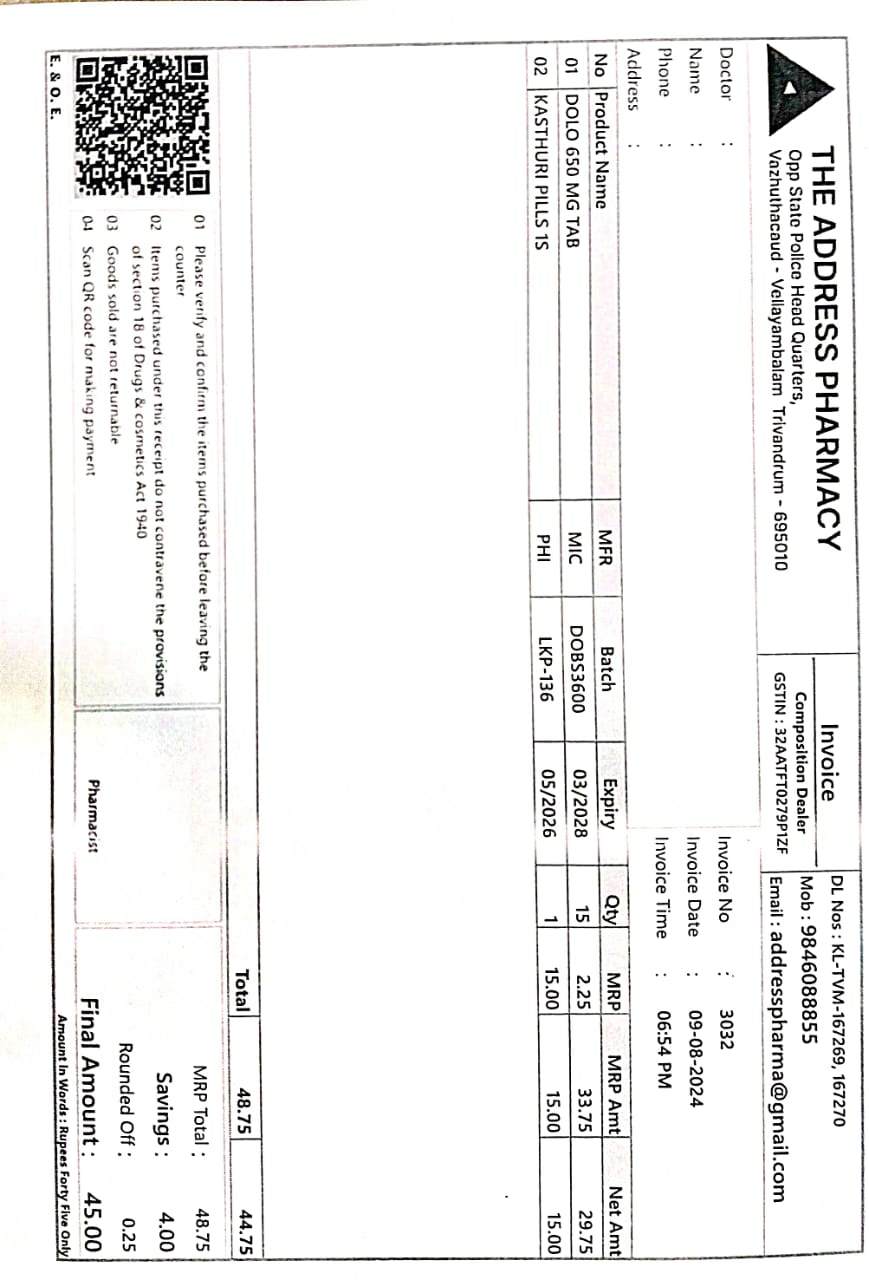 THE ADDRESS PHARMACY
Opp State Police Head Quarters,
Vazhuthacaud - Vellayambalam Trivandrum - 695010
Invoice
Composition Dealer
GSTIN : 32AATFT0279P1ZF
DL Nos : KL-TVM-167269, 167270
Mob : 9846088855
Email : addresspharma@gmail.com
Doctor :
Name :
Phone :
Address :
Invoice No : 3032
Invoice Date : 09-08-2024
Invoice Time : 06:54 PM
No Product Name MFR Batch Expiry Qty MRP MRP Amt Net Amt
01 DOLO 650 MG TAB MIC DOBS3600 03/2028 15 2.25 33.75 29.75
02 KASTHURI PILLS 1S PHI LKP-136 05/2026 1 15.00 15.00 15.00
Total 48.75 44.75
01 Please verify and confirm the items purchased before leaving the
counter
02 Items purchased under this receipt do not contravene the provisions
of section 18 of Drugs & cosmetics Act 1940
03 Goods sold are not returnable
04 Scan QR code for making payment
E. & O. E.
Pharmacist
MRP Total : 48.75
Savings : 4.00
Rounded Off : 0.25
Final Amount : 45.00
Amount In Words : Rupees Forty Five Only